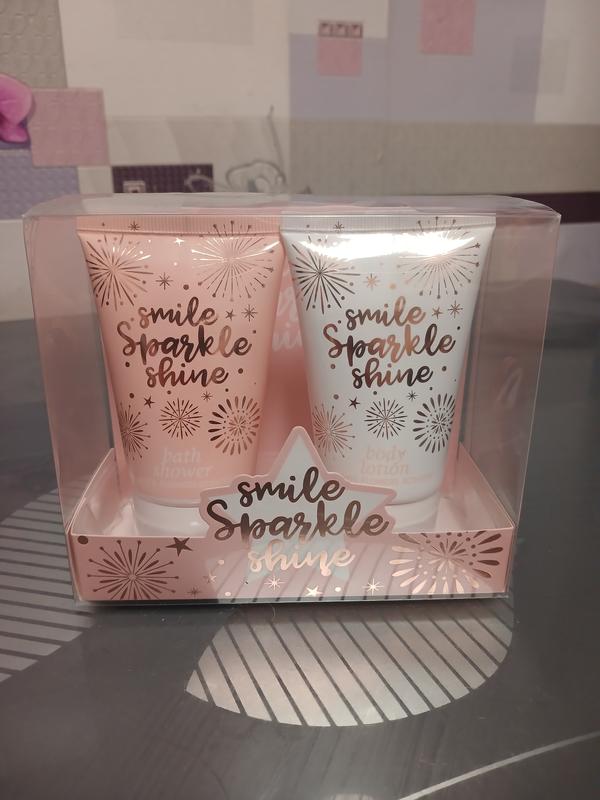 smile
Sparkle
shine
bath
shower
smile
Sparkle
shine
body
lotion
smile
Sparkle
shine